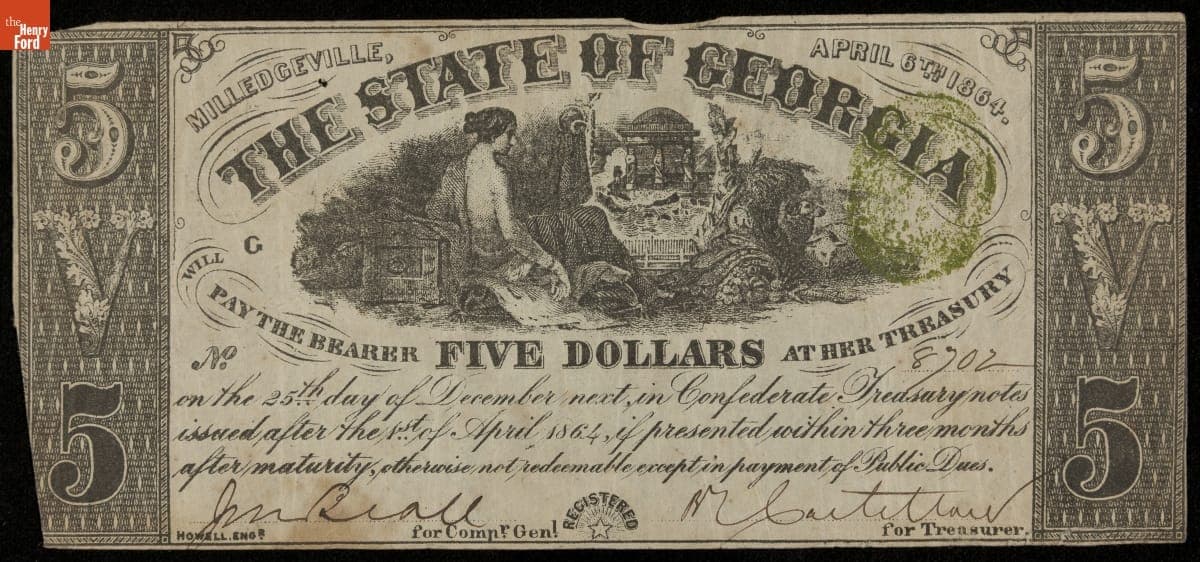 the
Henry
Ford
5 5
MILLEDGEVILLE, APRIL 6TH 1864.
THE STATE OF GEORGIA
V G V
WILL
PAY THE BEARER FIVE DOLLARS AT HER TREASURY
No 8702
on the 25th day of December next, in Confederate Treasury notes
issued after the 1st of April 1864, if presented within three months
after maturity, otherwise not redeemable except in payment of Public Dues.
5 5
Jno Beall
REGISTERED
HOWELL. ENGR. for Compr. Genl. for Treasurer.